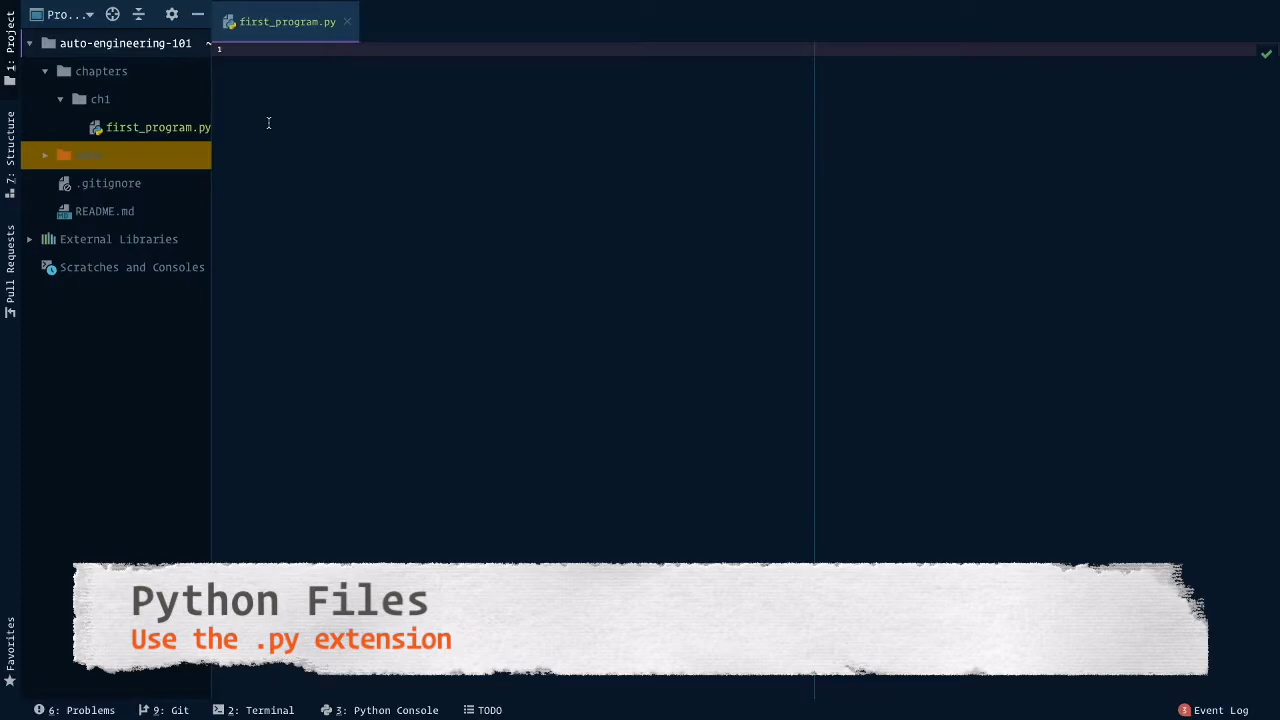 Pro...
first_program.py
1: Project
auto-engineering-101 ~
1
chapters
ch1
first_program.py
7: Structure
.gitignore
README.md
Pull Requests
External Libraries
Scratches and Consoles
Python Files
Use the .py extension
Favorites
6: Problems
9: Git
2: Terminal
3: Python Console
TODO
3
Event Log